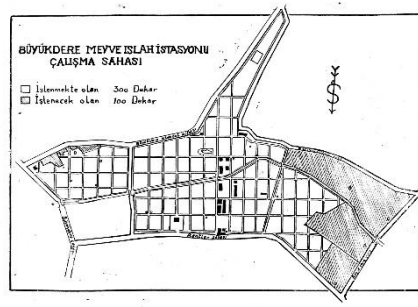 BÜYÜKDERE MEYVE ISLAH İSTASYONU
ÇALIŞMA SAHASI
İşlenmekte olan 300 Dekar
İşlenecek olan 100 Dekar